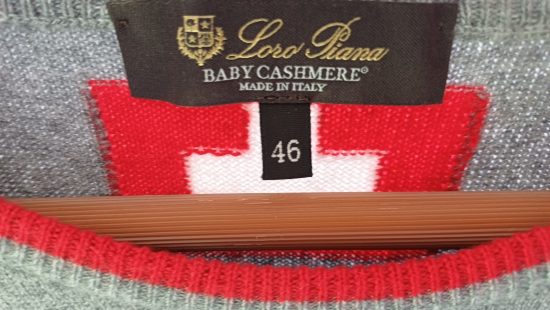 Loro Piana
BABY CASHMERE®
MADE IN ITALY
46